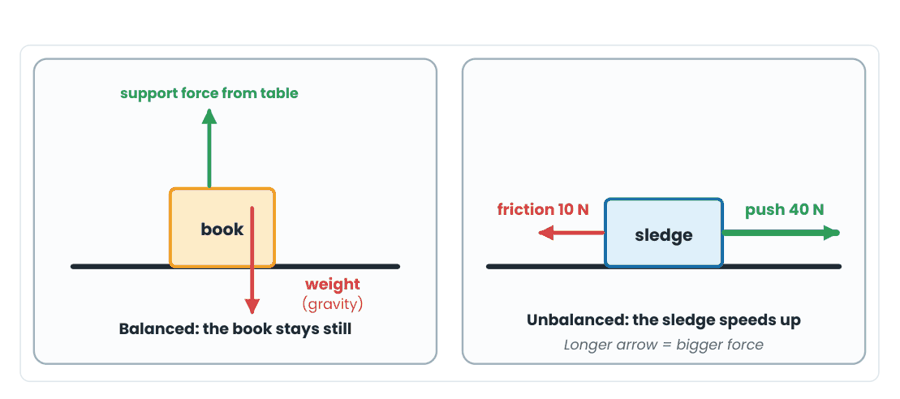 support force from table
book
weight
(gravity)
Balanced: the book stays still
friction 10 N
push 40 N
sledge
Unbalanced: the sledge speeds up
Longer arrow = bigger force